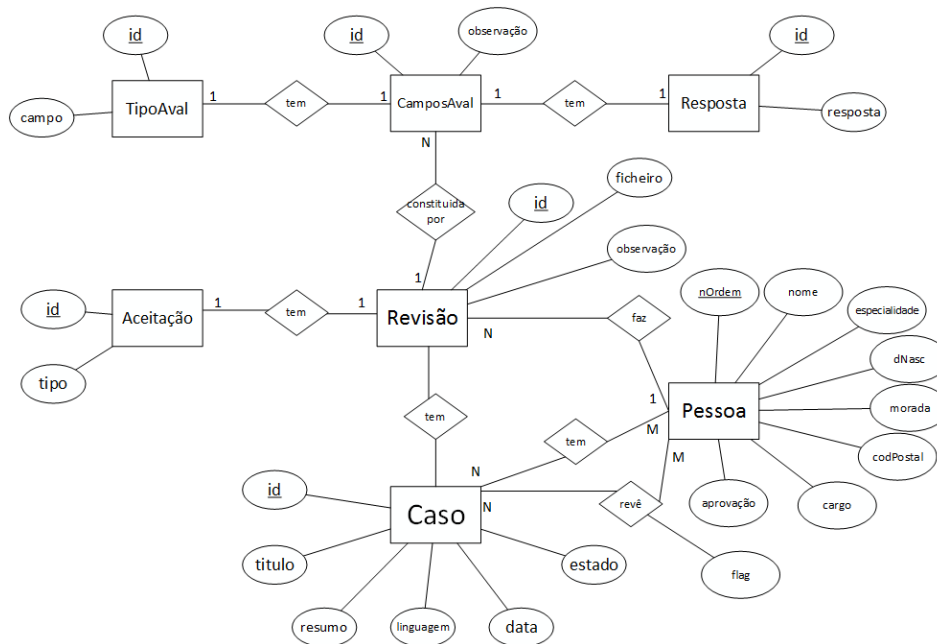 id
id
observação
id
TipoAval
1
tem
1
CamposAval
1
tem
1
Resposta
campo
resposta
N
constituida
por
id
ficheiro
1
observação
id
Aceitação
1
tem
1
Revisão
N
faz
nOrdem
nome
especialidade
dNasc
tipo
1
Pessoa
morada
tem
tem
M
M
codPostal
N
id
N
revê
aprovação
cargo
Caso
titulo
estado
flag
resumo
linguagem
data